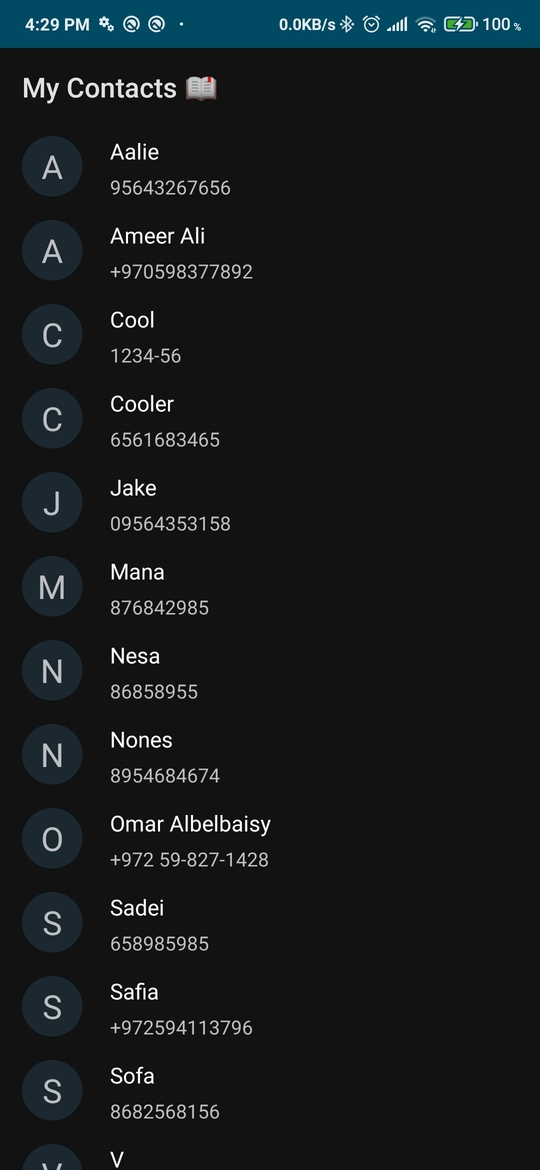 4:29 PM 0.0KB/s 100 %
My Contacts 📖
A
Aalie
95643267656
A
Ameer Ali
+970598377892
C
Cool
1234-56
C
Cooler
6561683465
J
Jake
09564353158
M
Mana
876842985
N
Nesa
86858955
N
Nones
8954684674
O
Omar Albelbaisy
+972 59-827-1428
S
Sadei
658985985
S
Safia
+972594113796
S
Sofa
8682568156
V
V